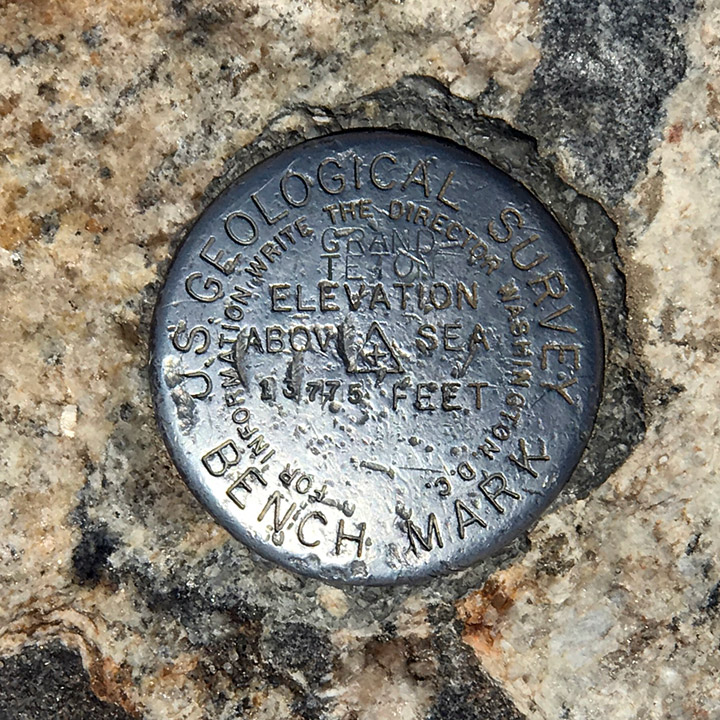 U.S. GEOLOGICAL SURVEY
FOR INFORMATION, WRITE THE DIRECTOR WASHINGTON D.C.
GRAND
TETON
ELEVATION
ABOVE SEA
13775 FEET
BENCH MARK